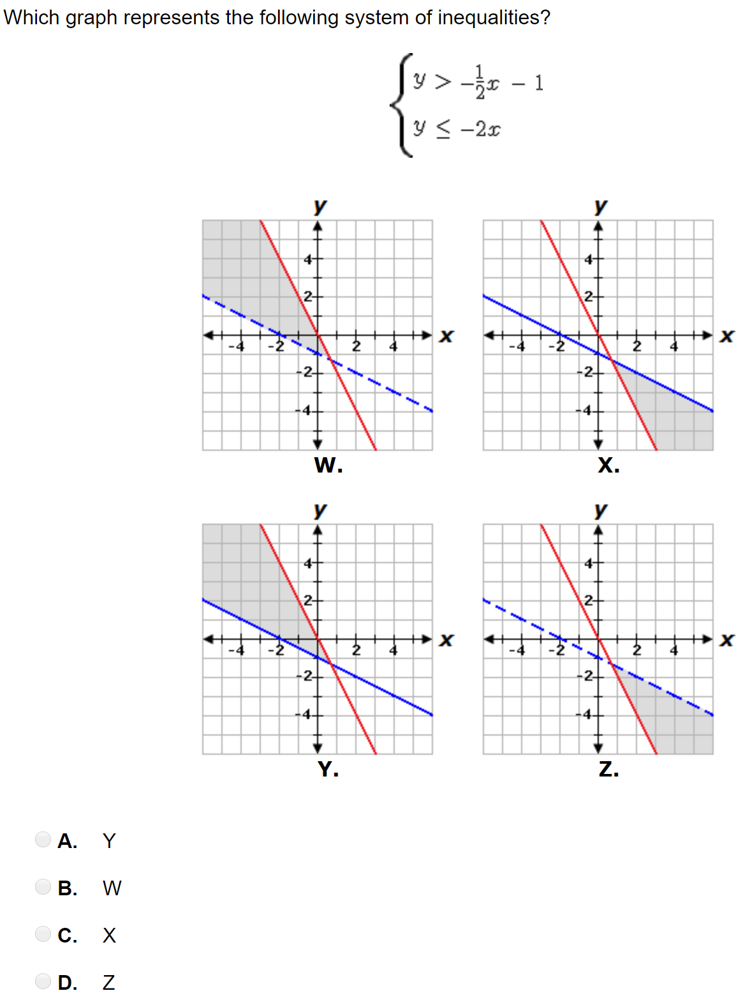 Which graph represents the following system of inequalities?
y > -1/2x - 1
y ≤ -2x
y y
4 4
2 2
-4 -2 2 4 x -4 -2 2 4 x
-2 -2
-4 -4
W. X.
y y
4 4
2 2
-4 -2 2 4 x -4 -2 2 4 x
-2 -2
-4 -4
Y. Z.
A. Y
B. W
C. X
D. Z